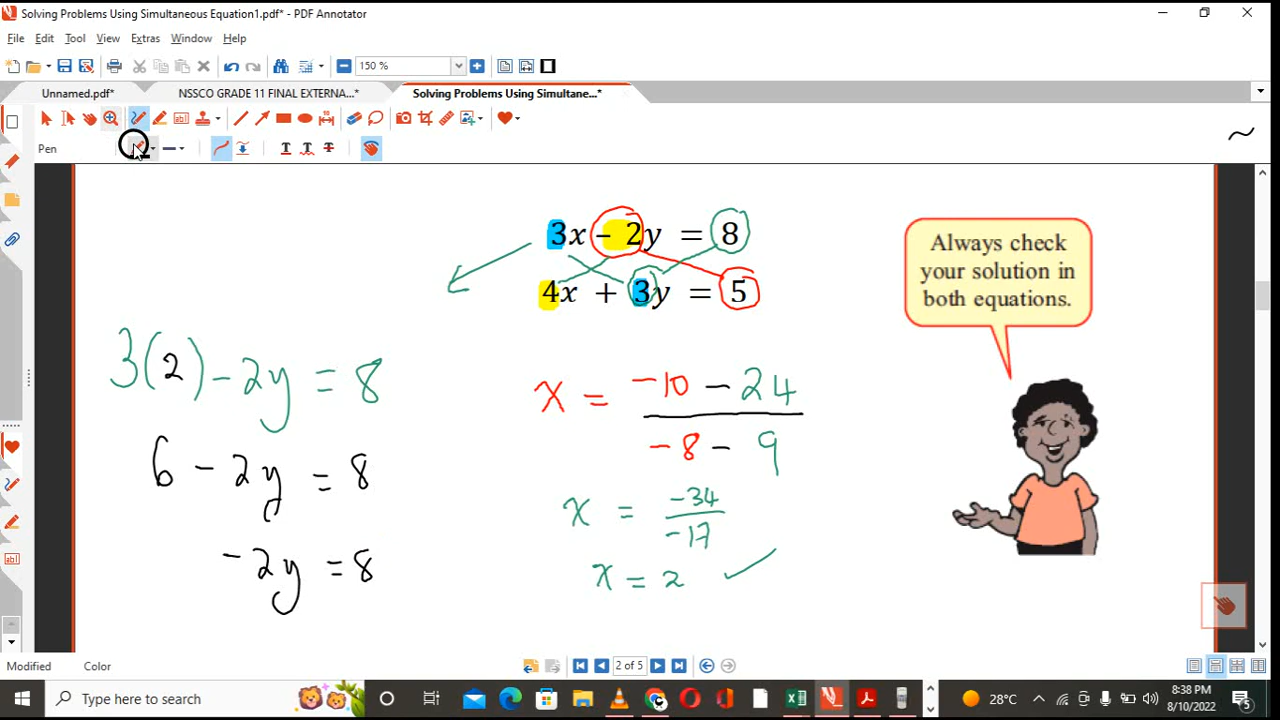 Solving Problems Using Simultaneous Equation1.pdf* - PDF Annotator
File Edit Tool View Extras Window Help
150 %
Unnamed.pdf* NSSCO GRADE 11 FINAL EXTERNA...* Solving Problems Using Simultane...*
Pen
3x − 2y = 8
4x + 3y = 5
Always check
your solution in
both equations.
3(2) - 2y = 8
6 - 2y = 8
-2y = 8
x = -10 - 24
-8 - 9
x = -34
-17
x = 2 ✓
Modified Color 2 of 5
Type here to search 28°C 8:38 PM
8/10/2022
5